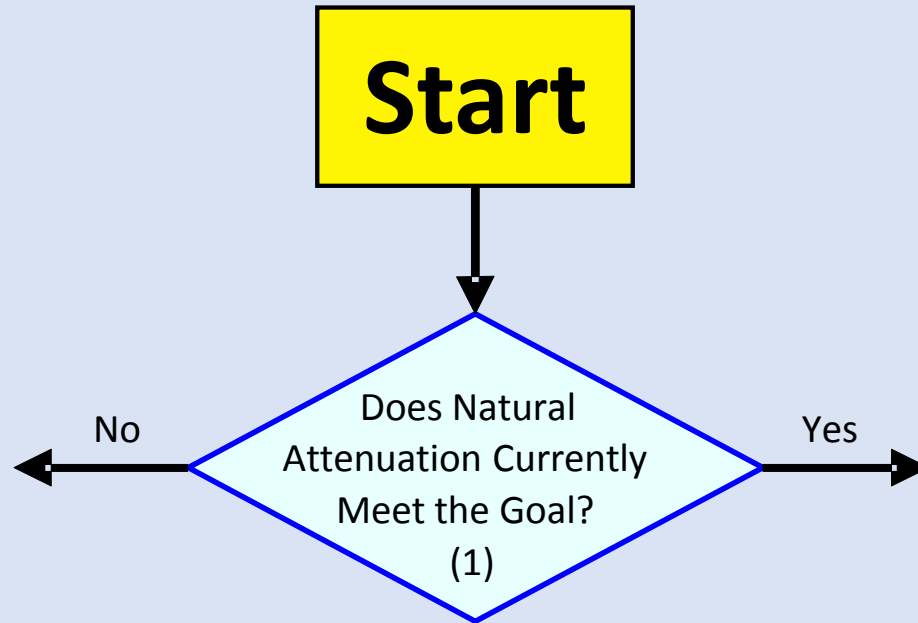 Start
No
Does Natural
Attenuation Currently
Meet the Goal?
(1)
Yes